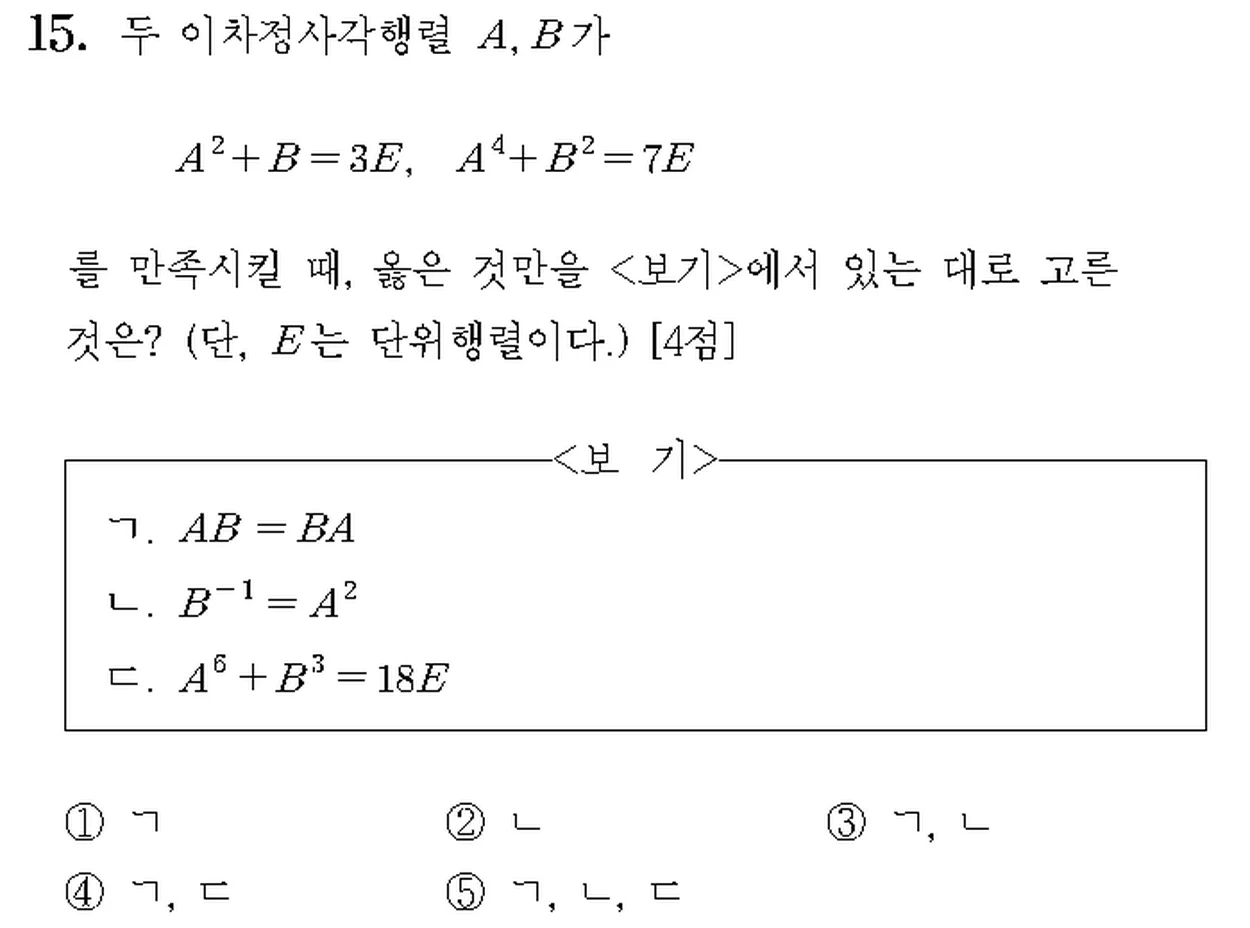 15. 두 이차정사각행렬 A, B가
A²+B=3E, A⁴+B²=7E
를 만족시킬 때, 옳은 것만을 <보기>에서 있는 대로 고른
것은? (단, E는 단위행렬이다.) [4점]
<보 기>
ㄱ. AB=BA
ㄴ. B⁻¹=A²
ㄷ. A⁶+B³=18E
① ㄱ ② ㄴ ③ ㄱ, ㄴ
④ ㄱ, ㄷ ⑤ ㄱ, ㄴ, ㄷ